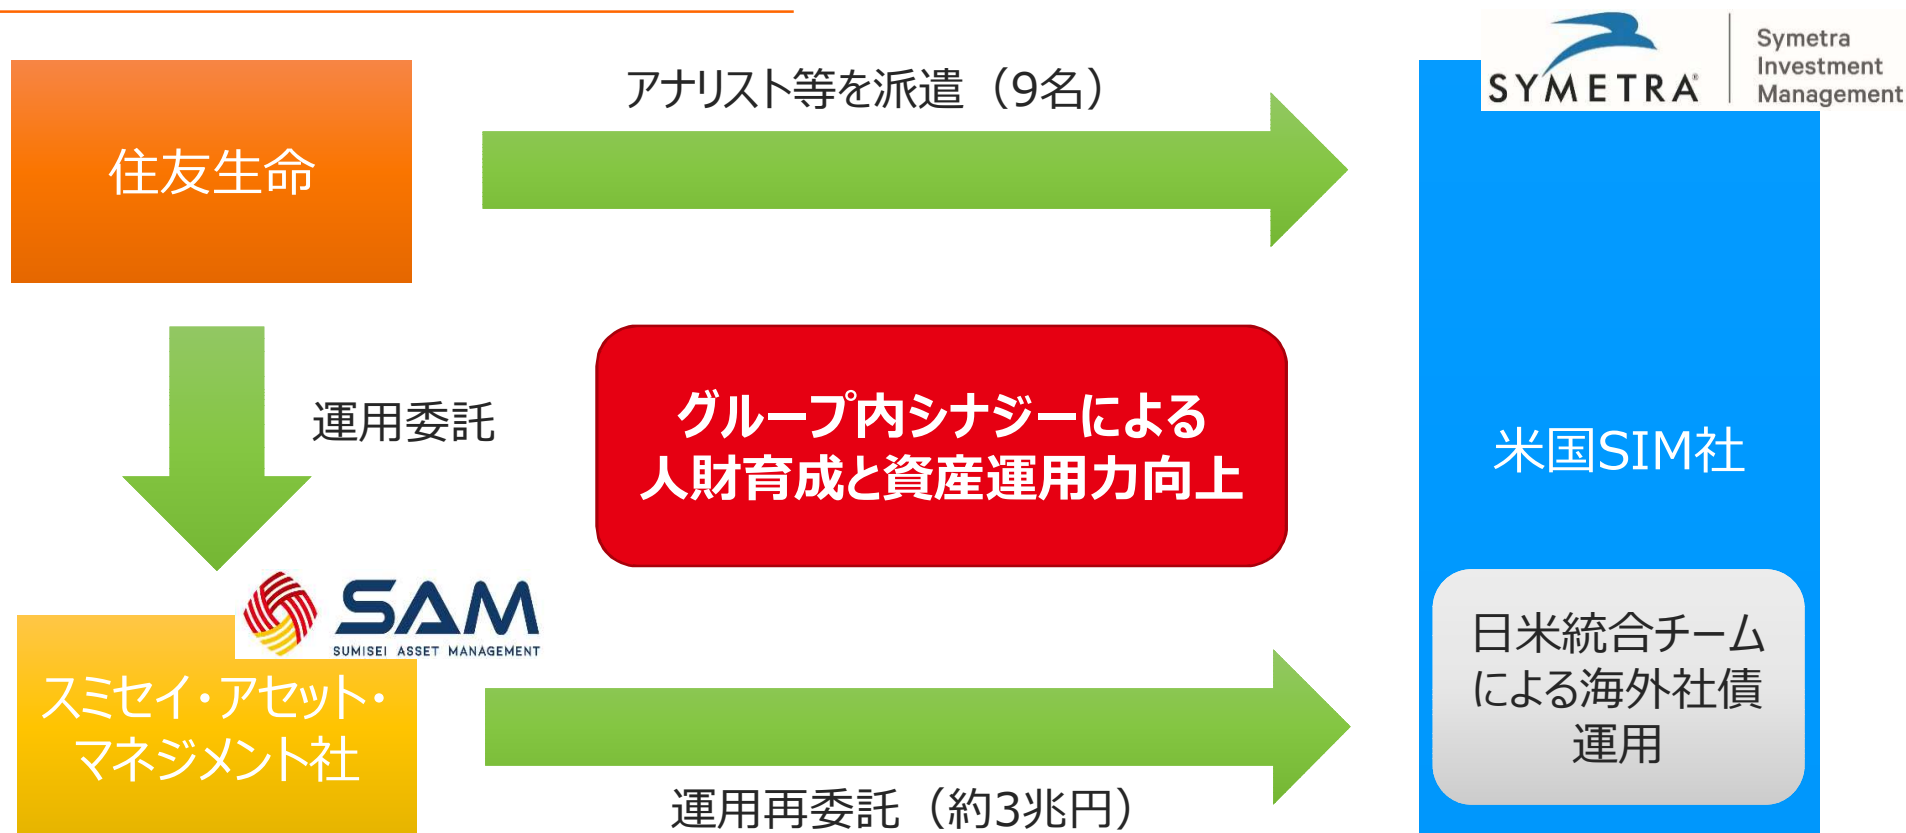 アナリスト等を派遣（9名）
SYMETRA®
Symetra
Investment
Management
住友生命
運用委託
グループ内シナジーによる
人財育成と資産運用力向上
米国SIM社
SAM
SUMISEI ASSET MANAGEMENT
スミセイ・アセット・
マネジメント社
日米統合チーム
による海外社債
運用
運用再委託（約3兆円）